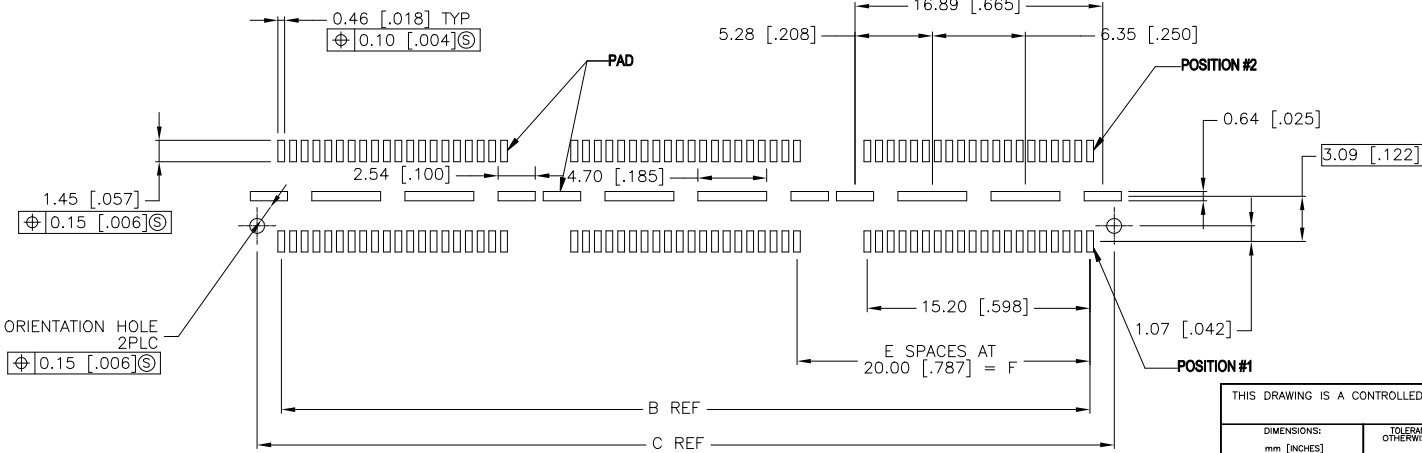 16.89 [.665]
0.46 [.018] TYP
⌖ 0.10 [.004]Ⓢ
5.28 [.208]
6.35 [.250]
PAD
POSITION #2
0.64 [.025]
3.09 [.122]
2.54 [.100]
4.70 [.185]
1.45 [.057]
⌖ 0.15 [.006]Ⓢ
15.20 [.598]
ORIENTATION HOLE
2PLC
⌖ 0.15 [.006]Ⓢ
1.07 [.042]
E SPACES AT
20.00 [.787] = F
POSITION #1
B REF
C REF
THIS DRAWING IS A CONTROLLED
DIMENSIONS:
mm [INCHES]